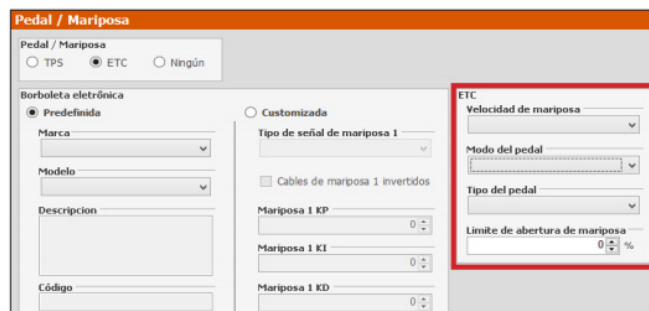 Pedal / Mariposa
Pedal / Mariposa
TPS ETC Ningún
Borboleta eletrônica
Predefinida
Marca
Modelo
Descripcion
Código
Customizada
Tipo de señal de mariposa 1
Cables de mariposa 1 invertidos
Mariposa 1 KP
0
Mariposa 1 KI
0
Mariposa 1 KD
0
ETC
Velocidad de mariposa
Modo del pedal
Tipo del pedal
Limite de abertura de mariposa
0 %